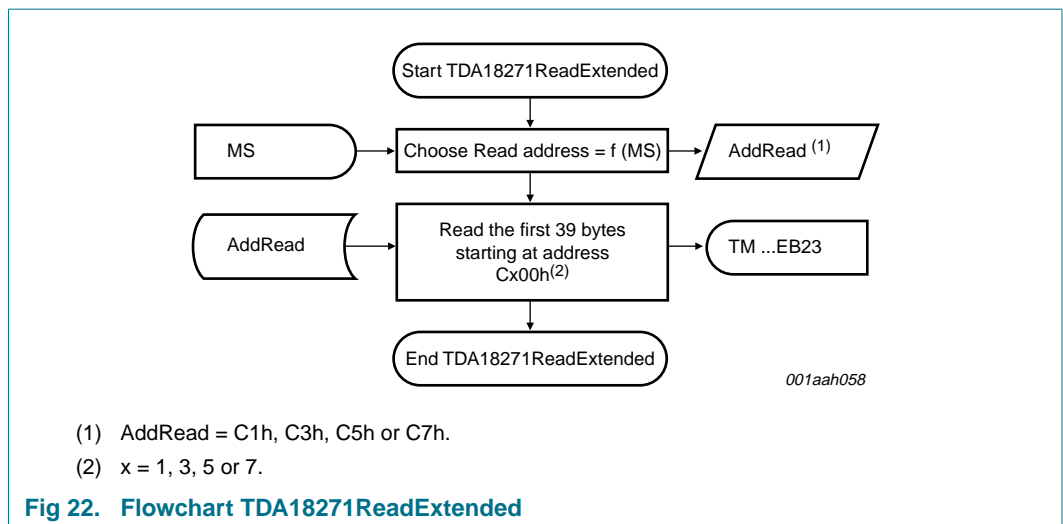 Start TDA18271ReadExtended
MS
Choose Read address = f (MS)
AddRead (1)
AddRead
Read the first 39 bytes
starting at address
Cx00h(2)
TM ...EB23
End TDA18271ReadExtended
001aah058
(1) AddRead = C1h, C3h, C5h or C7h.
(2) x = 1, 3, 5 or 7.
Fig 22. Flowchart TDA18271ReadExtended